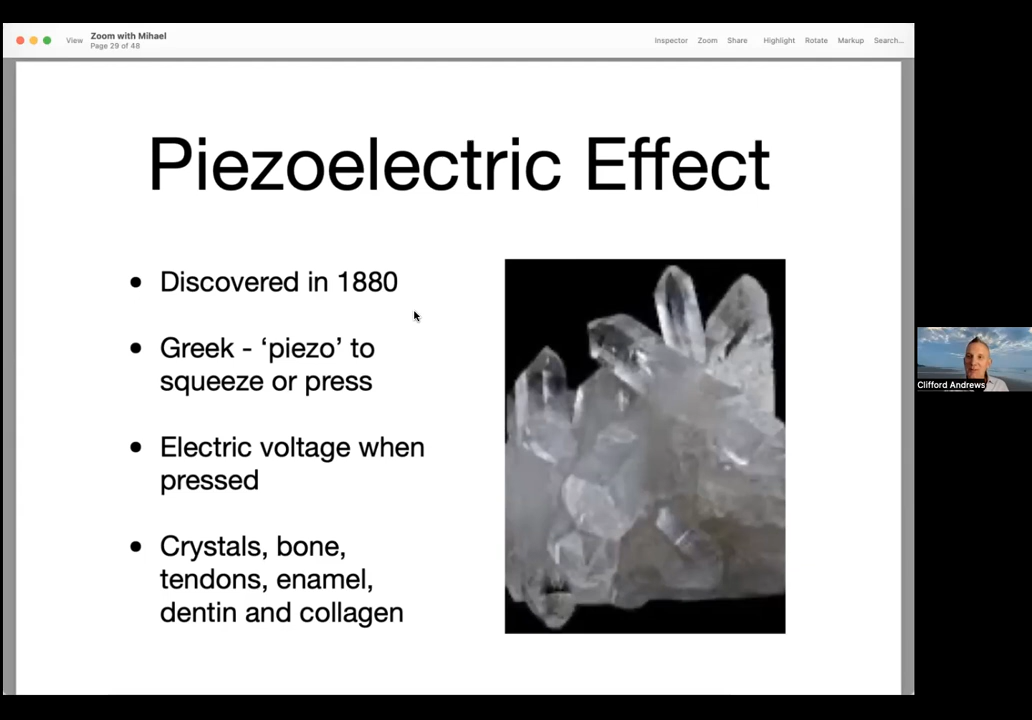 View
Zoom with Mihael
Page 29 of 48
Inspector Zoom Share Highlight Rotate Markup Search...
Piezoelectric Effect
• Discovered in 1880
• Greek - ‘piezo’ to
squeeze or press
• Electric voltage when
pressed
• Crystals, bone,
tendons, enamel,
dentin and collagen
Clifford Andrews